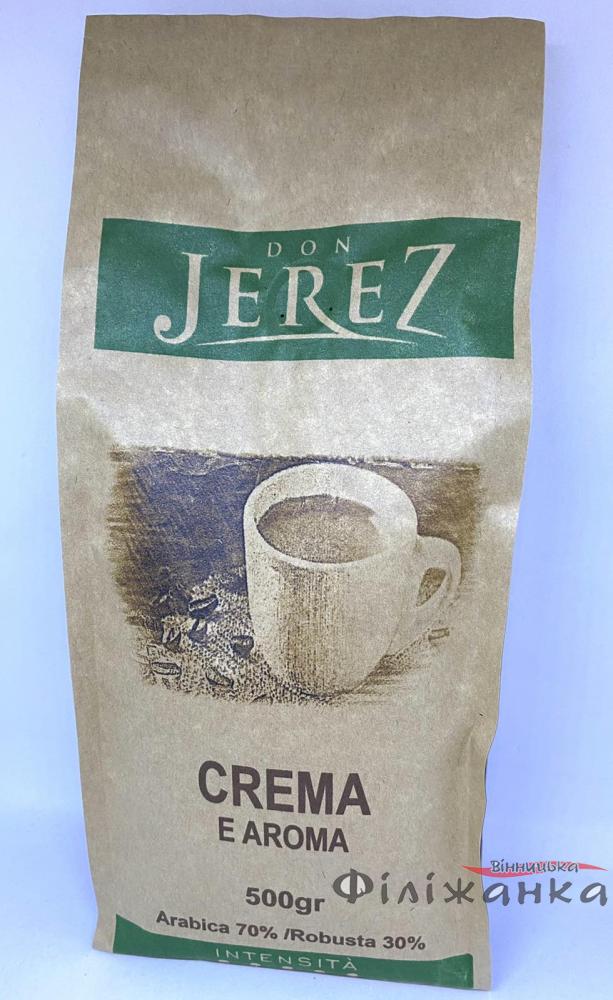 DON
JEREZ
CREMA
E AROMA
500gr
Arabica 70% /Robusta 30%
INTENSITÀ
Вінницька
Філіжанка